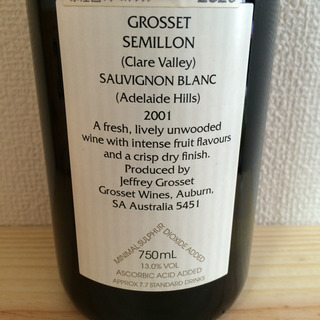 GROSSET
SEMILLON
(Clare Valley)
SAUVIGNON BLANC
(Adelaide Hills)
2001
A fresh, lively unwooded
wine with intense fruit flavours
and a crisp dry finish.
Produced by
Jeffrey Grosset
Grosset Wines, Auburn,
SA Australia 5451
MINIMAL SULPHUR DIOXIDE ADDED
750mL
13.0% VOL
ASCORBIC ACID ADDED
APPROX 7.7 STANDARD DRINKS